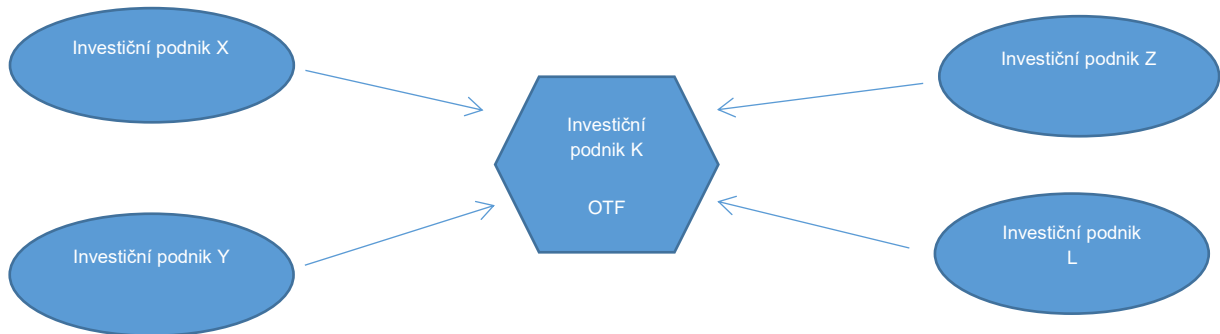 Investiční podnik X
Investiční podnik Z
Investiční
podnik K
OTF
Investiční podnik Y
Investiční podnik
L